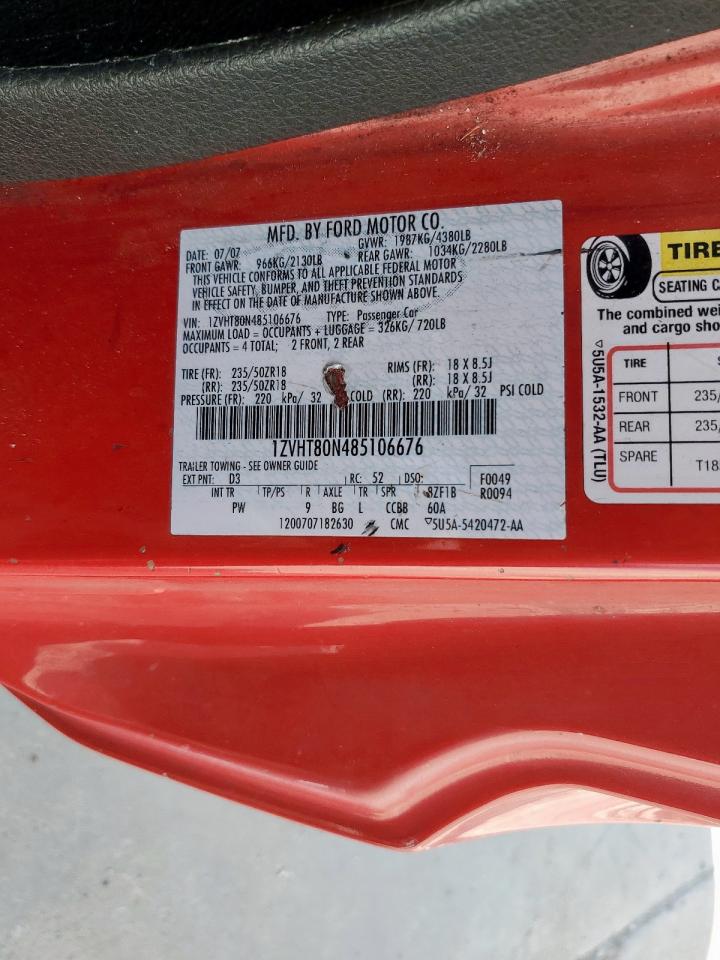 MFD. BY FORD MOTOR CO.
DATE: 07/07 GVWR: 1987KG/4380LB
FRONT GAWR: 966KG/2130LB REAR GAWR: 1034KG/2280LB
THIS VEHICLE CONFORMS TO ALL APPLICABLE FEDERAL MOTOR
VEHICLE SAFETY, BUMPER, AND THEFT PREVENTION STANDARDS
IN EFFECT ON THE DATE OF MANUFACTURE SHOWN ABOVE.
VIN: 1ZVHT80N485106676 TYPE: Passenger Car
MAXIMUM LOAD = OCCUPANTS + LUGGAGE = 326KG/720LB
OCCUPANTS = 4 TOTAL; 2 FRONT, 2 REAR
TIRE (FR): 235/50ZR18 RIMS (FR): 18 X 8.5J
(RR): 235/50ZR18 (RR): 18 X 8.5J
PRESSURE (FR): 220 kPa/ 32 COLD (RR): 220 kPa/ 32 PSI COLD
1ZVHT80N485106676
TRAILER TOWING - SEE OWNER GUIDE
EXT PNT: D3 RC: 52 DSO: F0049
INT TR TP/PS R AXLE TR SPR 8ZF1B R0094
PW 9 BG L CCBB 60A
1200707182630 CMC ▽5U5A-5420472-AA
TIRE
SEATING
The combined
and cargo
▽5U5A-1532-AA (TLU)
TIRE
FRONT 235/
REAR 235/
SPARE T18